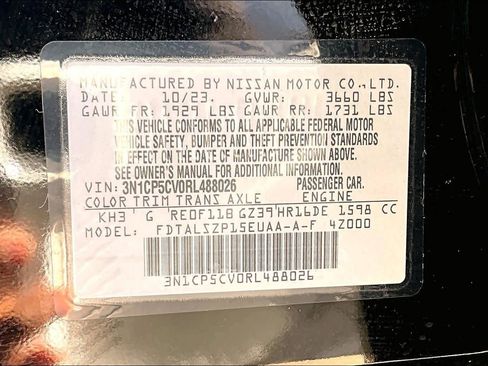 MANUFACTURED BY NISSAN MOTOR CO.,LTD.
DATE: 10/23. GVWR: 3660 LBS
GAWR FR: 1929 LBS GAWR RR: 1731 LBS
THIS VEHICLE CONFORMS TO ALL APPLICABLE FEDERAL MOTOR
VEHICLE SAFETY, BUMPER AND THEFT PREVENTION STANDARDS
IN EFFECT ON THE DATE OF MANUFACTURE SHOWN ABOVE.
SEE OWNER'S MANUAL FOR ADDITIONAL INFORMATION.
VIN: 3N1CP5CV0RL488026 PASSENGER CAR.
COLOR TRIM TRANS AXLE ENGINE
KH3' G 'RE0F11B GZ39'HR16DE 1598 CC
MODEL: FDTALSZP15EUAA-A-F 4Z000
3N1CP5CV0RL488026